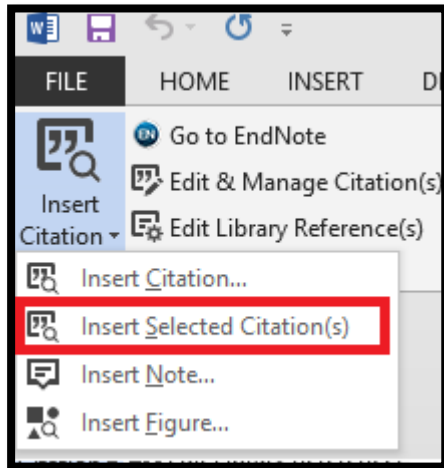 FILE HOME INSERT
EN Go to EndNote
Edit & Manage Citation(s)
Insert
Citation Edit Library Reference(s)
Insert Citation...
Insert Selected Citation(s)
Insert Note...
Insert Figure...